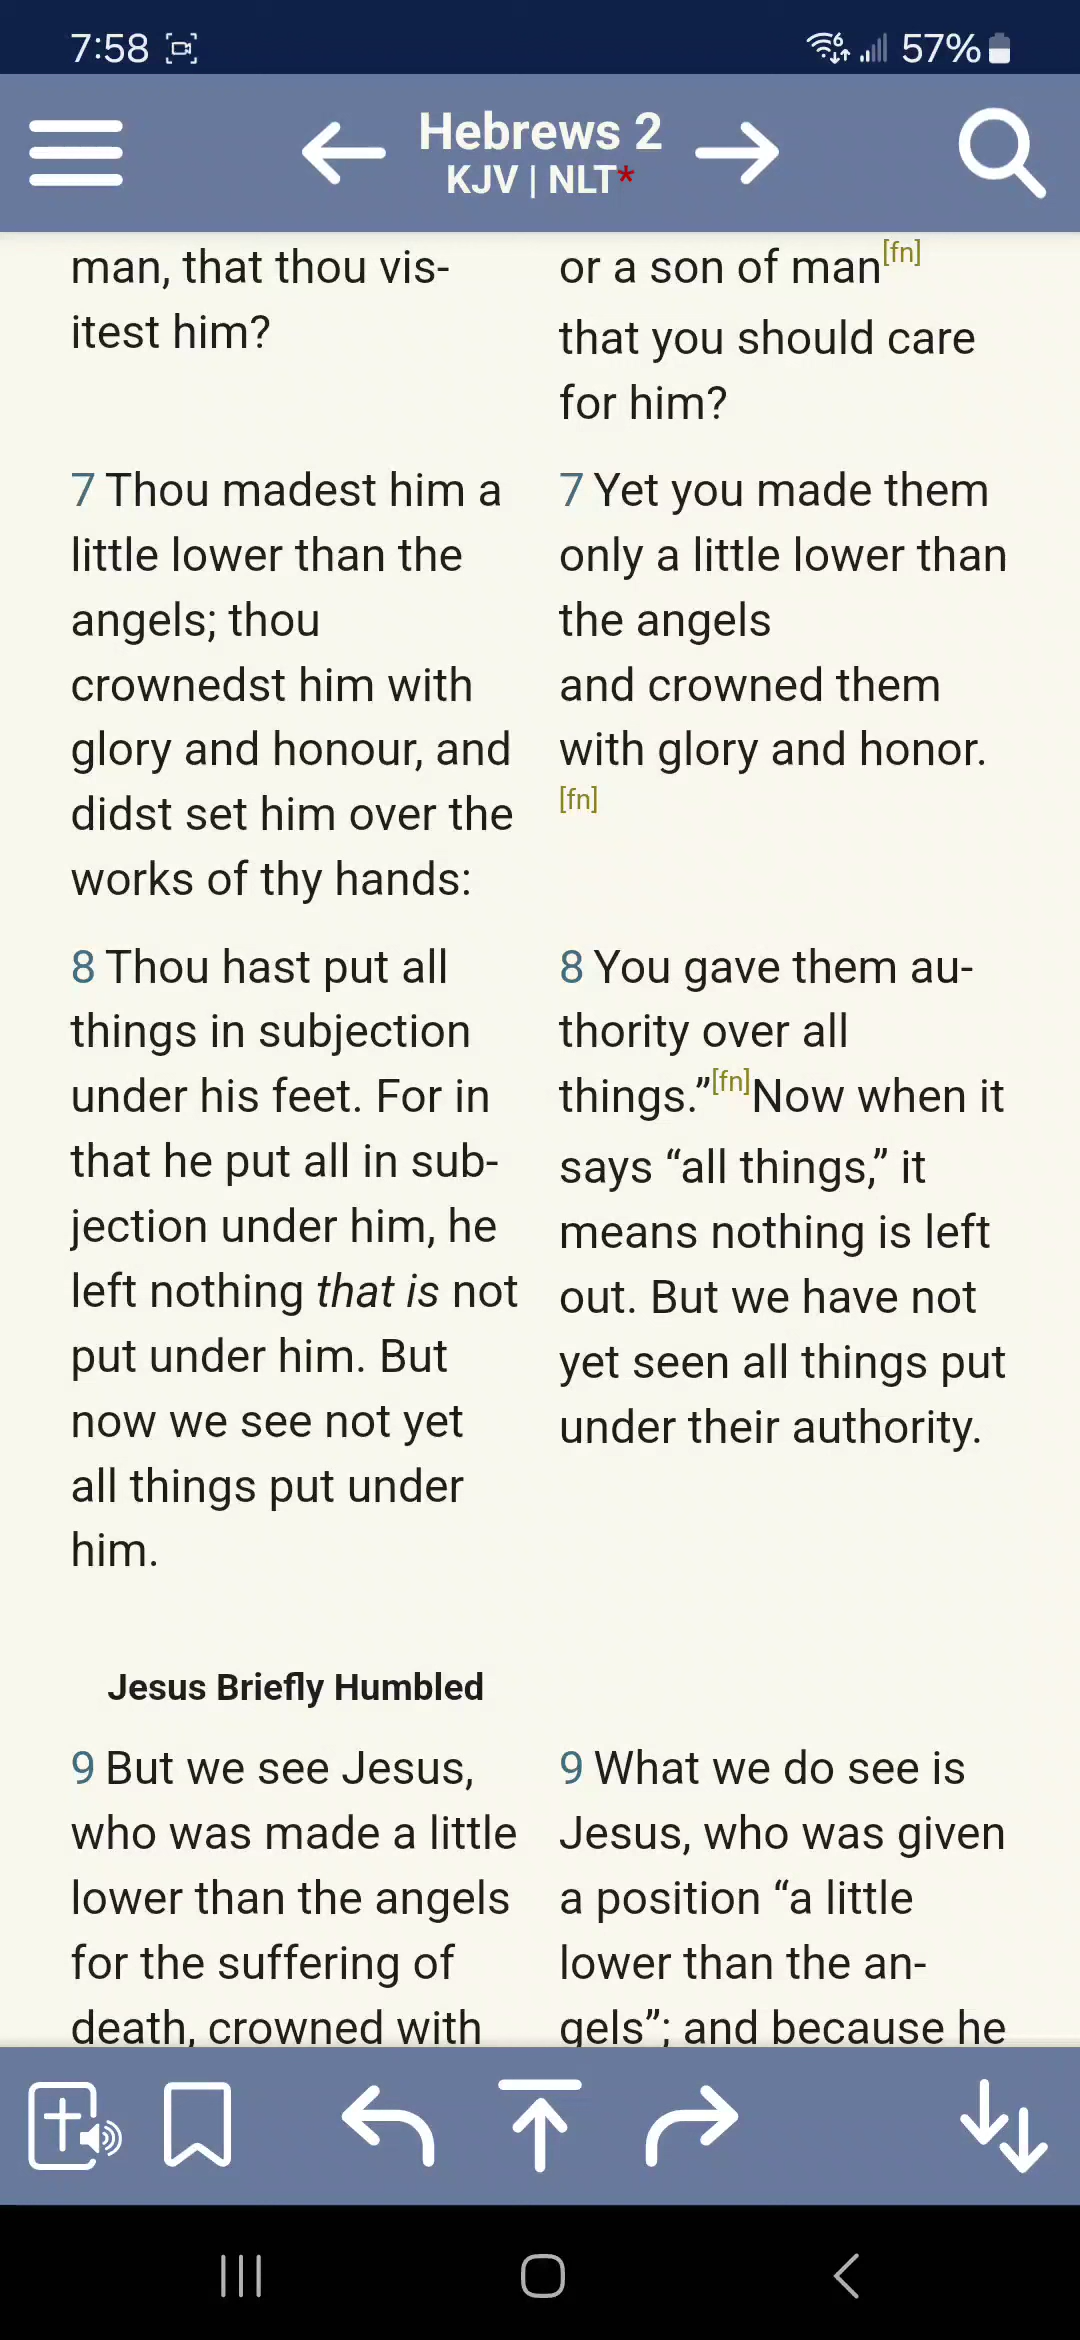 7:58
57%
Hebrews 2
KJV | NLT*
man, that thou vis-
itest him?
or a son of man[fn]
that you should care
for him?
7 Thou madest him a
little lower than the
angels; thou
crownedst him with
glory and honour, and
didst set him over the
works of thy hands:
7 Yet you made them
only a little lower than
the angels
and crowned them
with glory and honor.
[fn]
8 Thou hast put all
things in subjection
under his feet. For in
that he put all in sub-
jection under him, he
left nothing that is not
put under him. But
now we see not yet
all things put under
him.
8 You gave them au-
thority over all
things.”[fn]Now when it
says “all things,” it
means nothing is left
out. But we have not
yet seen all things put
under their authority.
Jesus Briefly Humbled
9 But we see Jesus,
who was made a little
lower than the angels
for the suffering of
death, crowned with
9 What we do see is
Jesus, who was given
a position “a little
lower than the an-
gels”; and because he